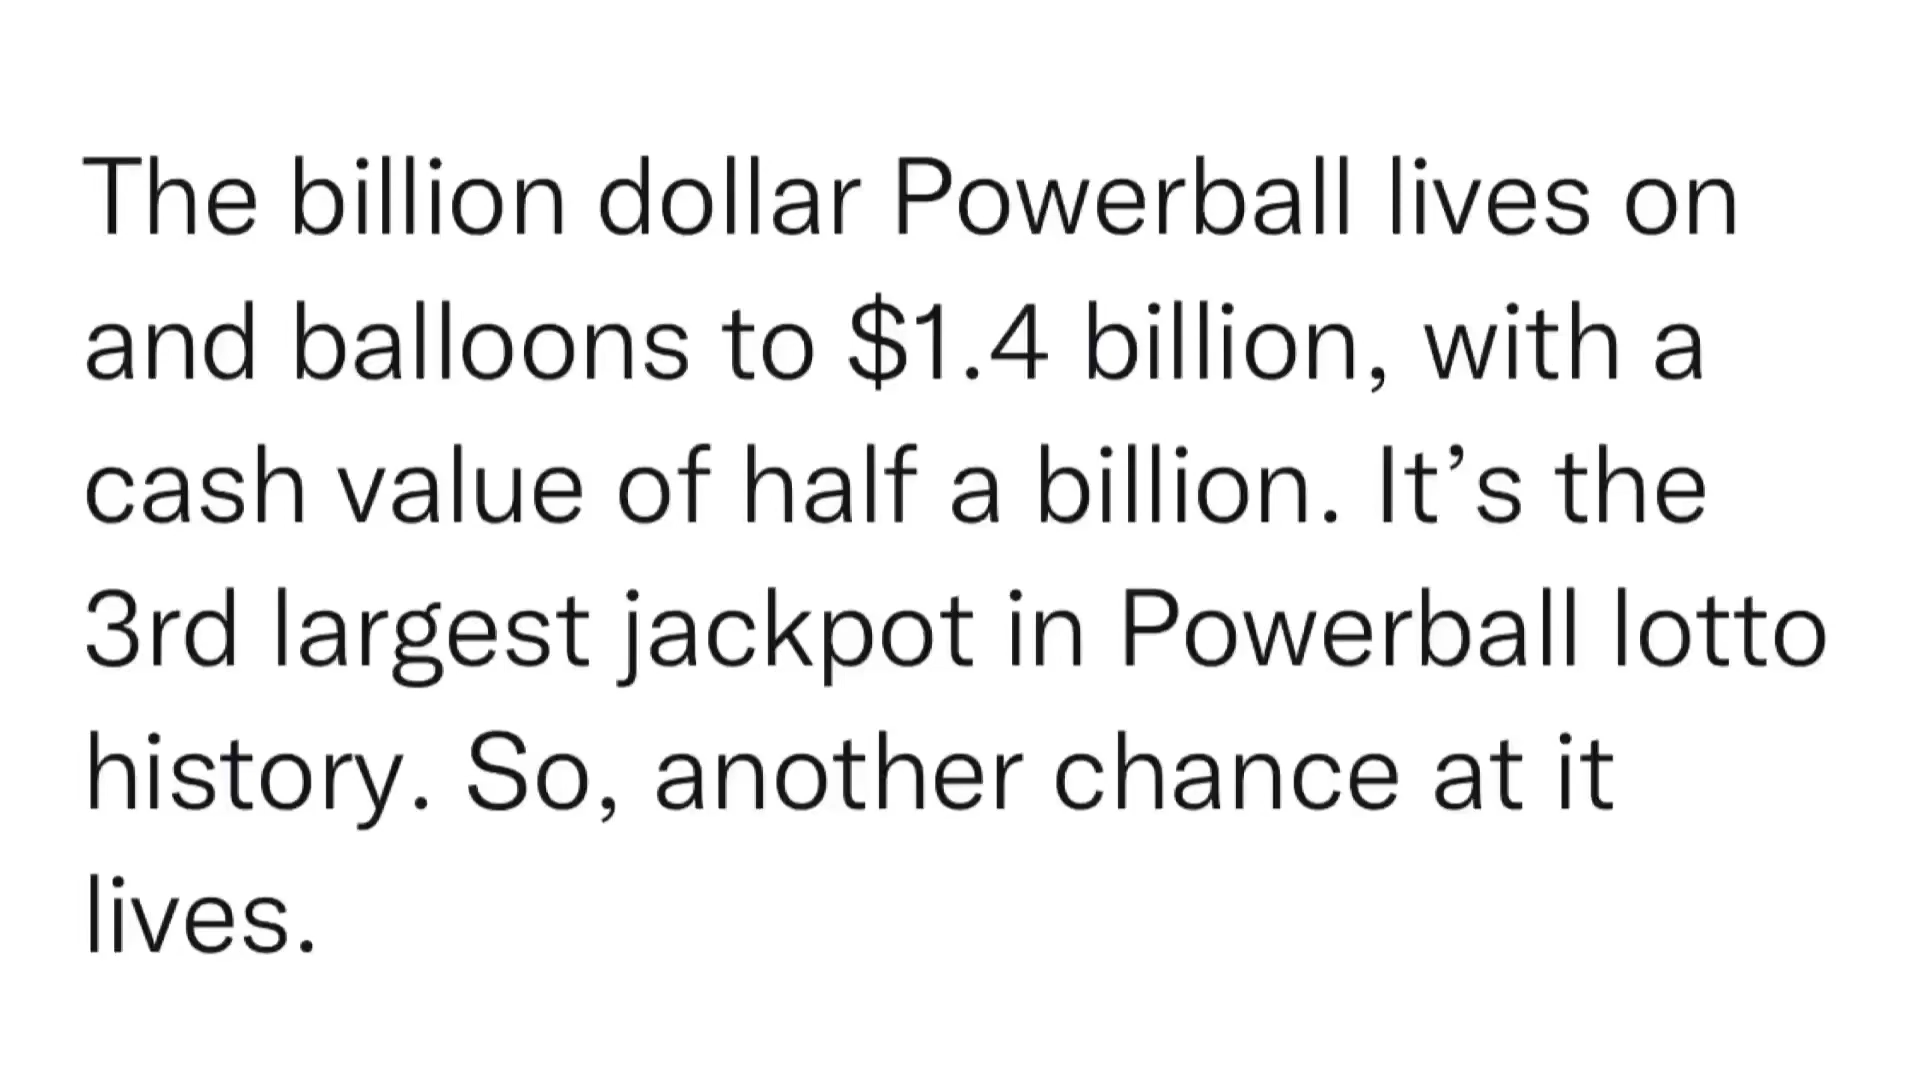 The billion dollar Powerball lives on
and balloons to $1.4 billion, with a
cash value of half a billion. It’s the
3rd largest jackpot in Powerball lotto
history. So, another chance at it
lives.